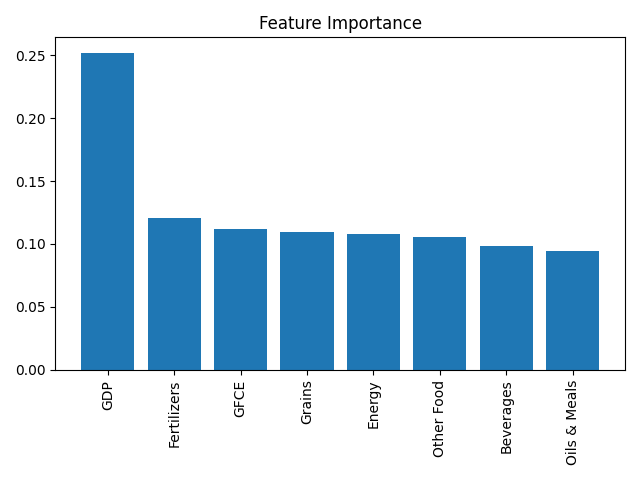 Feature Importance
0.25
0.20
0.15
0.10
0.05
0.00
GDP
Fertilizers
GFCE
Grains
Energy
Other Food
Beverages
Oils & Meals